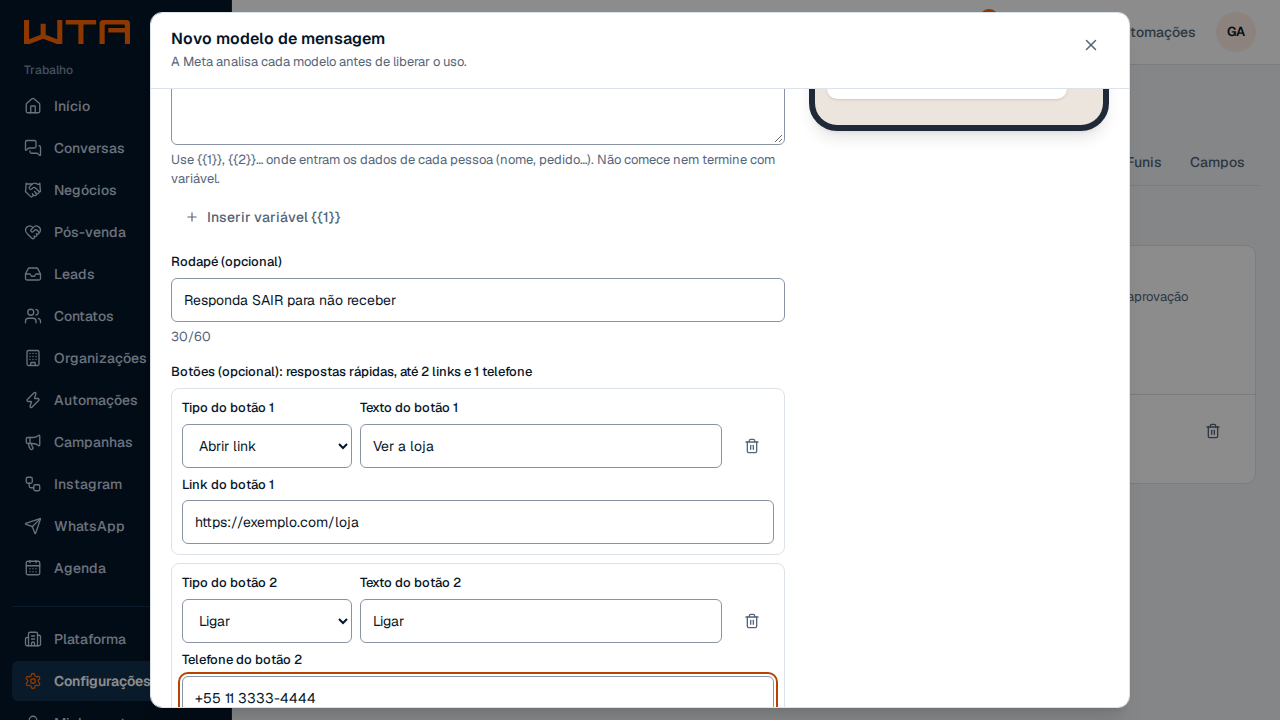 WTA
Trabalho
Início
Conversas
Negócios
Pós-venda
Leads
Contatos
Organizações
Automações
Campanhas
Instagram
WhatsApp
Agenda
Plataforma
Configurações
Novo modelo de mensagem
A Meta analisa cada modelo antes de liberar o uso.
Use {{1}}, {{2}}… onde entram os dados de cada pessoa (nome, pedido…). Não comece nem termine com
variável.
Inserir variável {{1}}
Rodapé (opcional)
Responda SAIR para não receber
30/60
Botões (opcional): respostas rápidas, até 2 links e 1 telefone
Tipo do botão 1 Texto do botão 1
Abrir link Ver a loja
Link do botão 1
https://exemplo.com/loja
Tipo do botão 2 Texto do botão 2
Ligar Ligar
Telefone do botão 2
+55 11 3333-4444
tomações GA
Funis Campos
aprovação